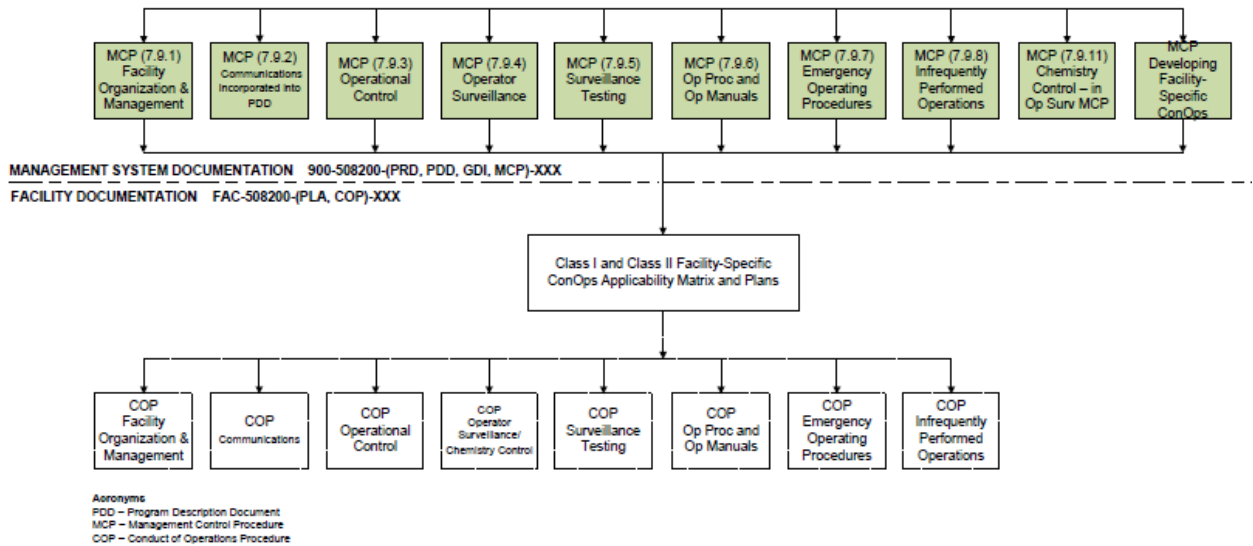 MCP (7.9.1)
Facility
Organization &
Management
MCP (7.9.2)
Communications
Incorporated Into
PDD
MCP (7.9.3)
Operational
Control
MCP (7.9.4)
Operator
Surveillance
MCP (7.9.5)
Surveillance
Testing
MCP (7.9.6)
Op Proc and
Op Manuals
MCP (7.9.7)
Emergency
Operating
Procedures
MCP (7.9.8)
Infrequently
Performed
Operations
MCP (7.9.11)
Chemistry
Control – in
Op Surv MCP
MCP
Developing
Facility-
Specific
ConOps
MANAGEMENT SYSTEM DOCUMENTATION 900-508200-(PRD, PDD, GDI, MCP)-XXX
FACILITY DOCUMENTATION FAC-508200-(PLA, COP)-XXX
Class I and Class II Facility-Specific
ConOps Applicability Matrix and Plans
COP
Facility
Organization &
Management
COP
Communications
COP
Operational
Control
COP
Operator
Surveillance/
Chemistry Control
COP
Surveillance
Testing
COP
Op Proc and
Op Manuals
COP
Emergency
Operating
Procedures
COP
Infrequently
Performed
Operations
Acronyms
PDD – Program Description Document
MCP – Management Control Procedure
COP – Conduct of Operations Procedure